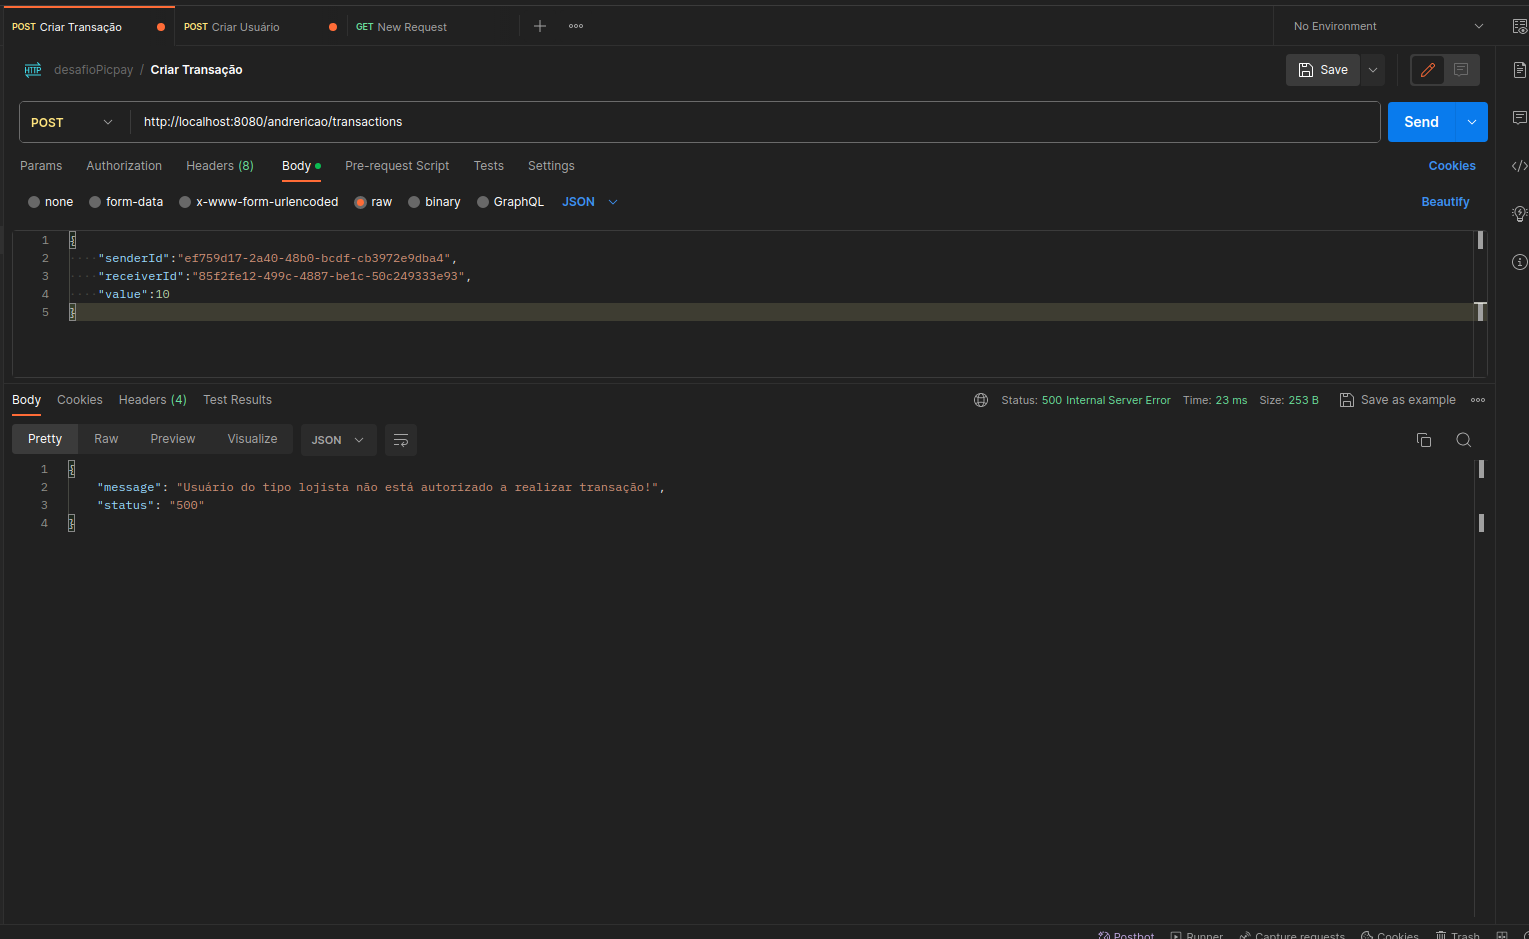 POST Criar Transação
POST Criar Usuário
GET New Request
No Environment
HTTP desafioPicpay / Criar Transação
Save
POST http://localhost:8080/andrericao/transactions
Send
Params Authorization Headers (8) Body Pre-request Script Tests Settings
Cookies
none form-data x-www-form-urlencoded raw binary GraphQL JSON
Beautify
1 {
2 ····"senderId":"ef759d17-2a40-48b0-bcdf-cb3972e9dba4",
3 ····"receiverId":"85f2fe12-499c-4887-be1c-50c249333e93",
4 ····"value":10
5 }
Body Cookies Headers (4) Test Results
Status: 500 Internal Server Error Time: 23 ms Size: 253 B Save as example
Pretty Raw Preview Visualize JSON
1 {
2 "message": "Usuário do tipo lojista não está autorizado a realizar transação!",
3 "status": "500"
4 }
Postbot Runner Capture requests Cookies Trash